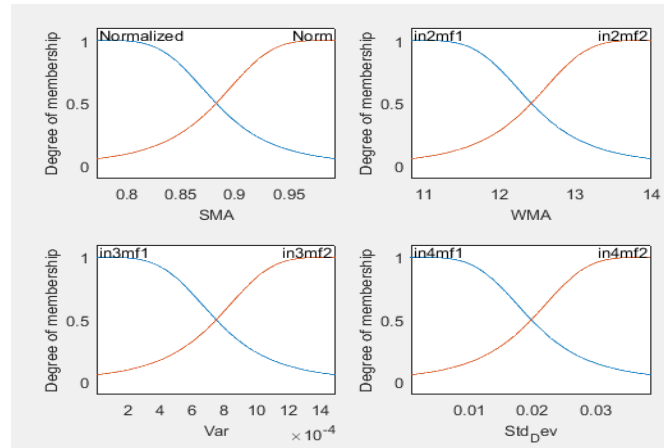 Normalized Norm
1
0.5
0
Degree of membership
0.8 0.85 0.9 0.95
SMA
in2mf1 in2mf2
1
0.5
0
Degree of membership
11 12 13 14
WMA
in3mf1 in3mf2
1
0.5
0
Degree of membership
2 4 6 8 10 12 14
Var × 10⁻⁴
in4mf1 in4mf2
1
0.5
0
Degree of membership
0.01 0.02 0.03
Std_Dev